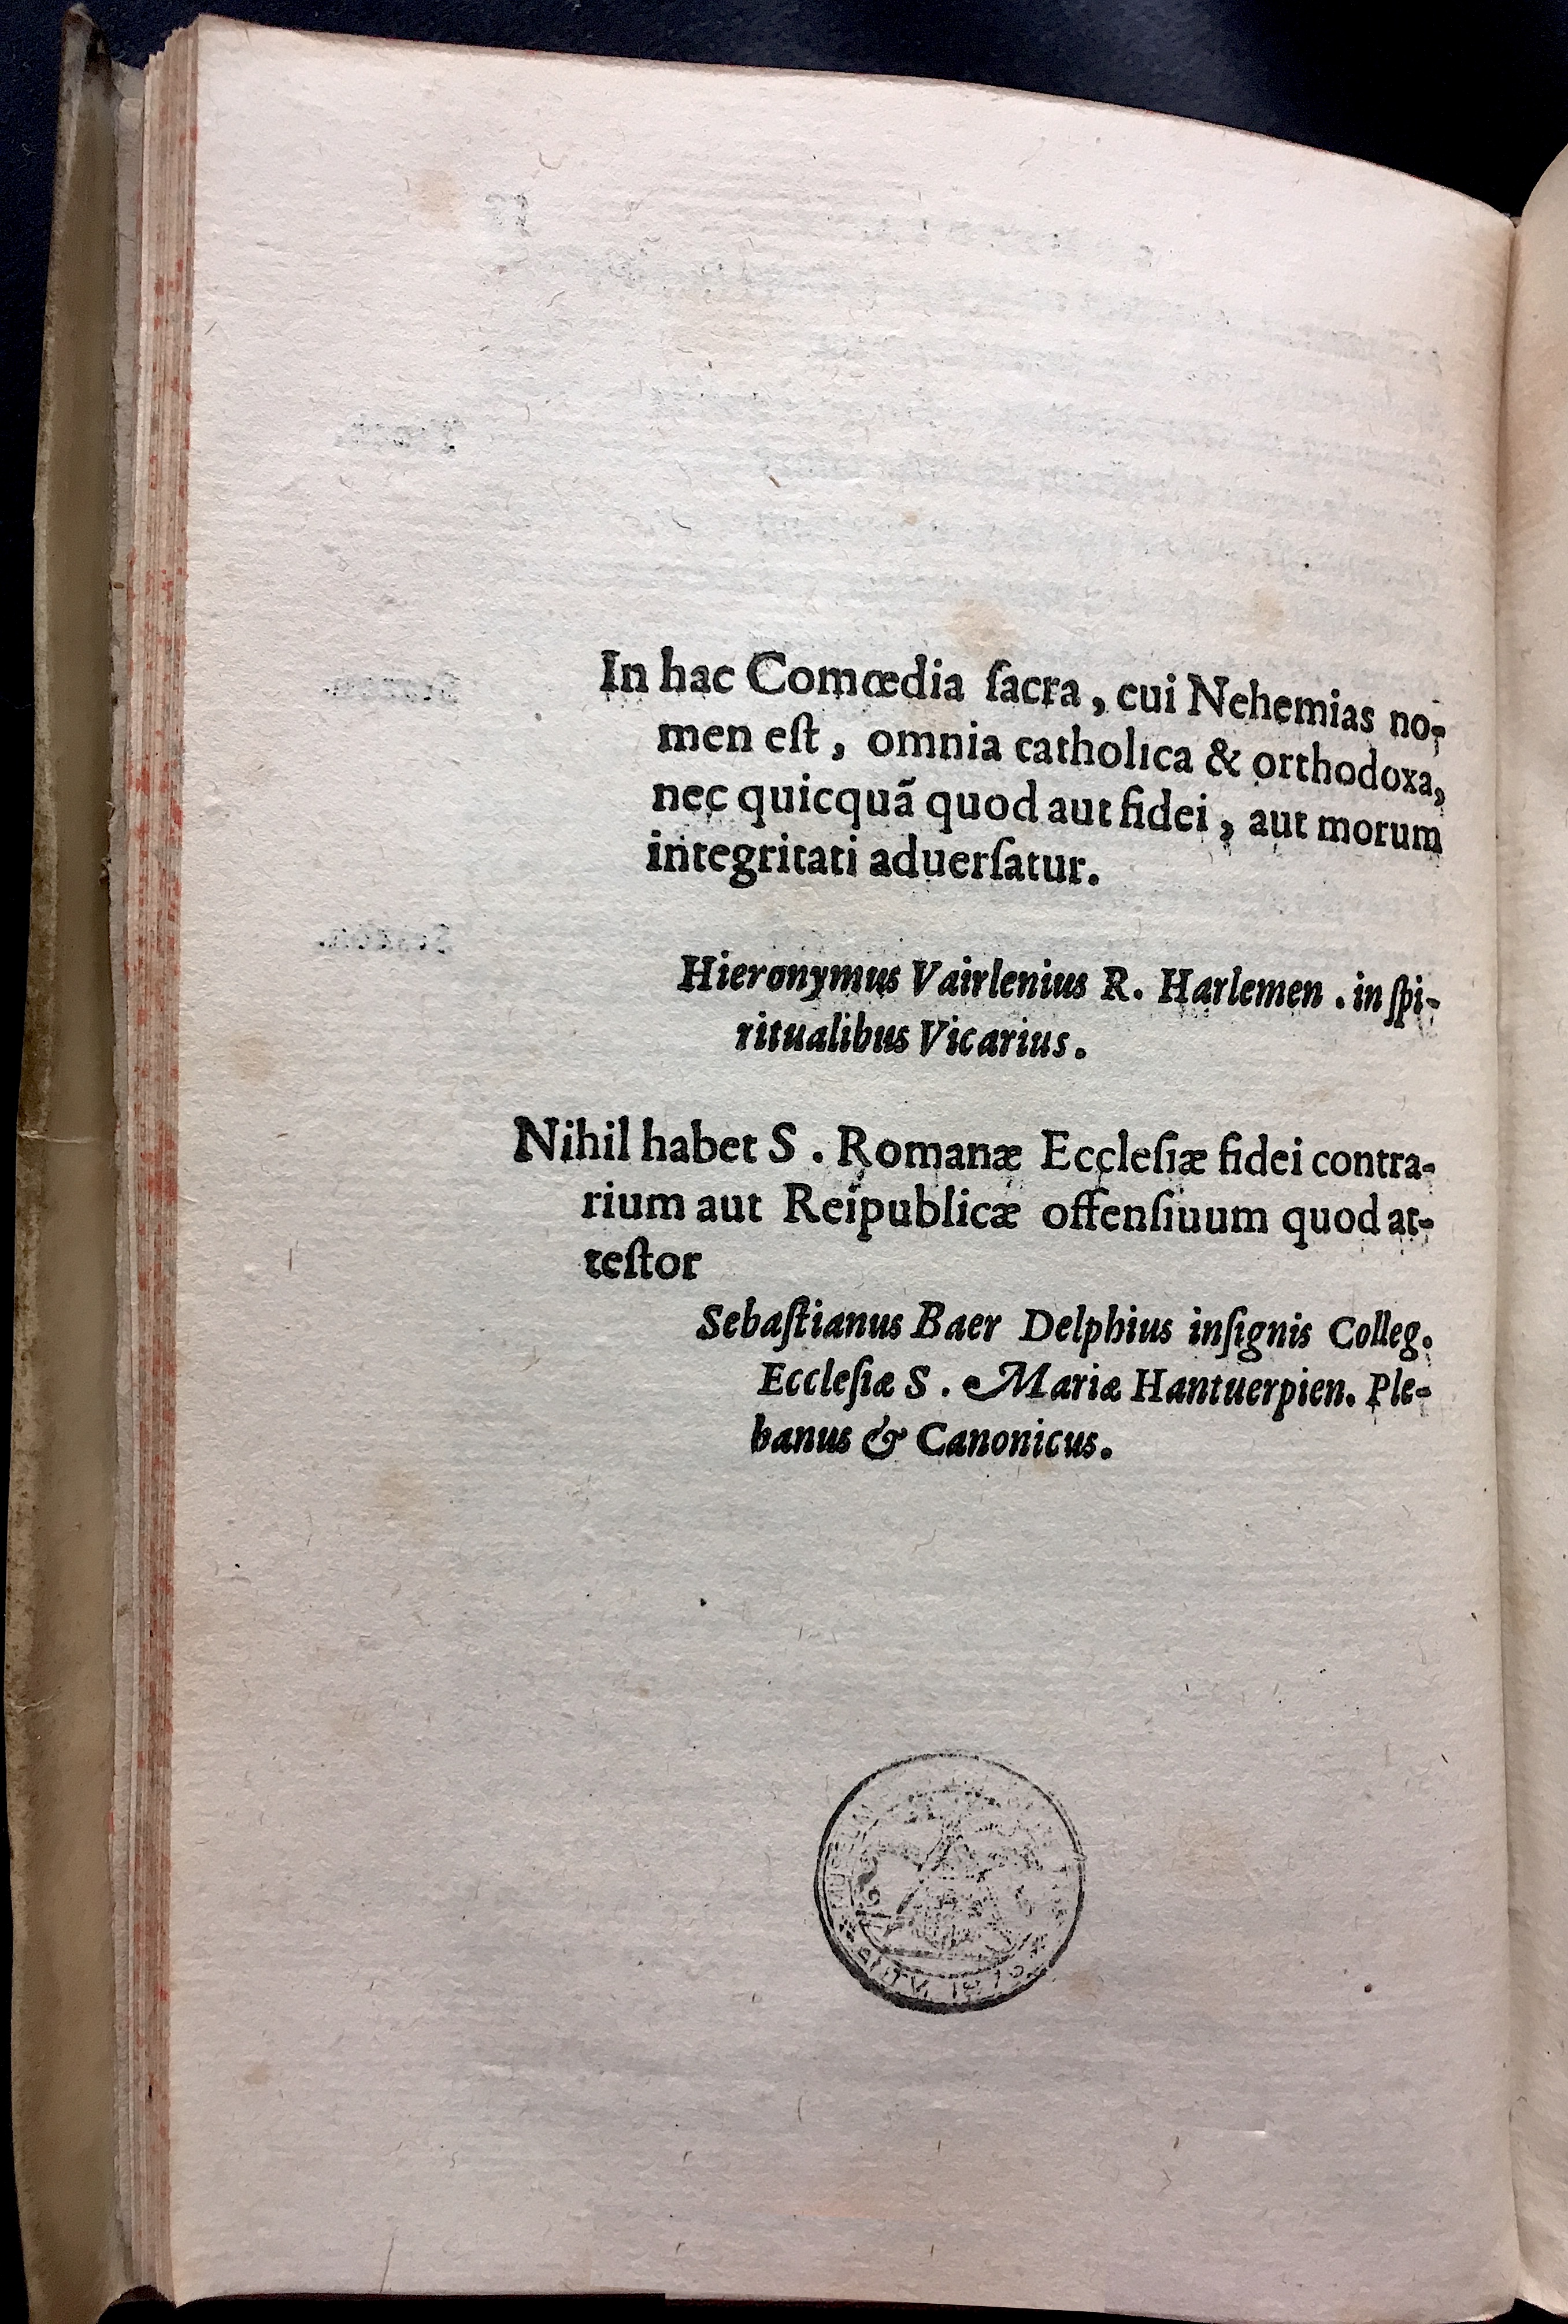 In hac Comœdia ſacra, cui Nehemias no-
men eſt, omnia catholica & orthodoxa,
nec quicquã quod aut fidei, aut morum
integritati aduerſatur.
Hieronymus Vairlenius R. Harlemen. in ſpi-
ritualibus Vicarius.
Nihil habet S. Romanæ Eccleſiæ fidei contra-
rium aut Reipublicæ offenſiuum quod at-
teſtor
Sebaſtianus Baer Delphius inſignis Colleg.
Eccleſiæ S. Mariæ Hantuerpien. Ple-
banus & Canonicus.